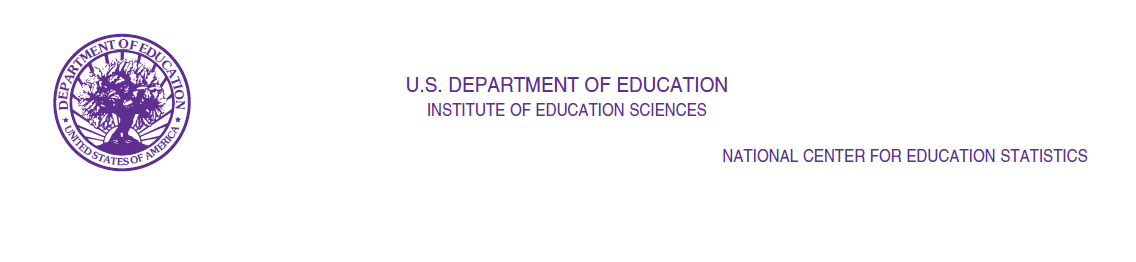 DEPARTMENT OF EDUCATION
★ UNITED STATES OF AMERICA ★
U.S. DEPARTMENT OF EDUCATION
INSTITUTE OF EDUCATION SCIENCES
NATIONAL CENTER FOR EDUCATION STATISTICS